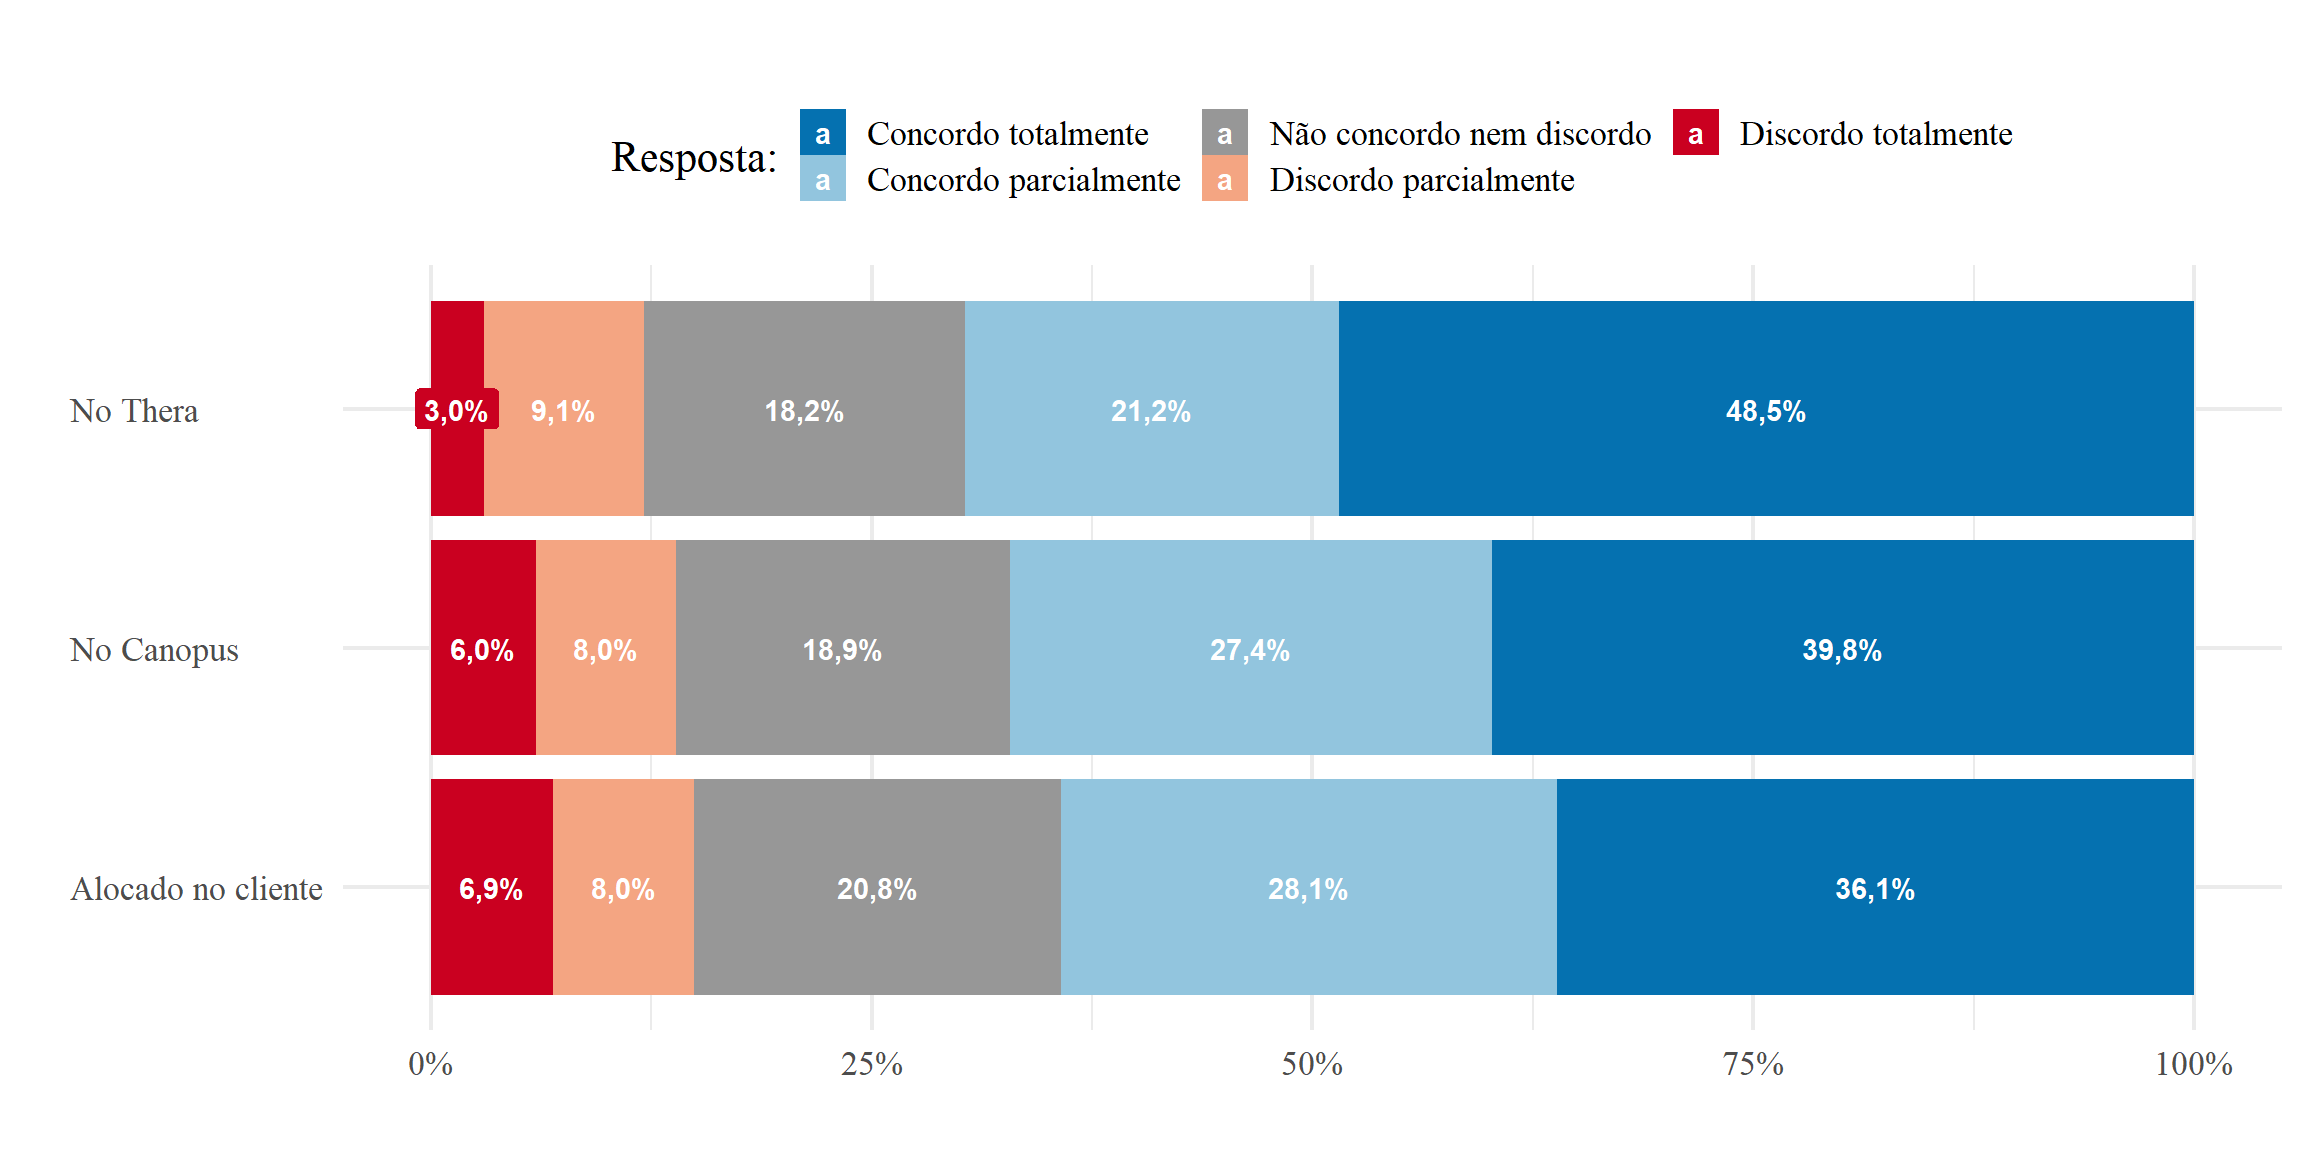 Resposta:
a Concordo totalmente
a Concordo parcialmente
a Não concordo nem discordo
a Discordo parcialmente
a Discordo totalmente
No Thera
3,0% 9,1% 18,2% 21,2% 48,5%
No Canopus
6,0% 8,0% 18,9% 27,4% 39,8%
Alocado no cliente
6,9% 8,0% 20,8% 28,1% 36,1%
0% 25% 50% 75% 100%